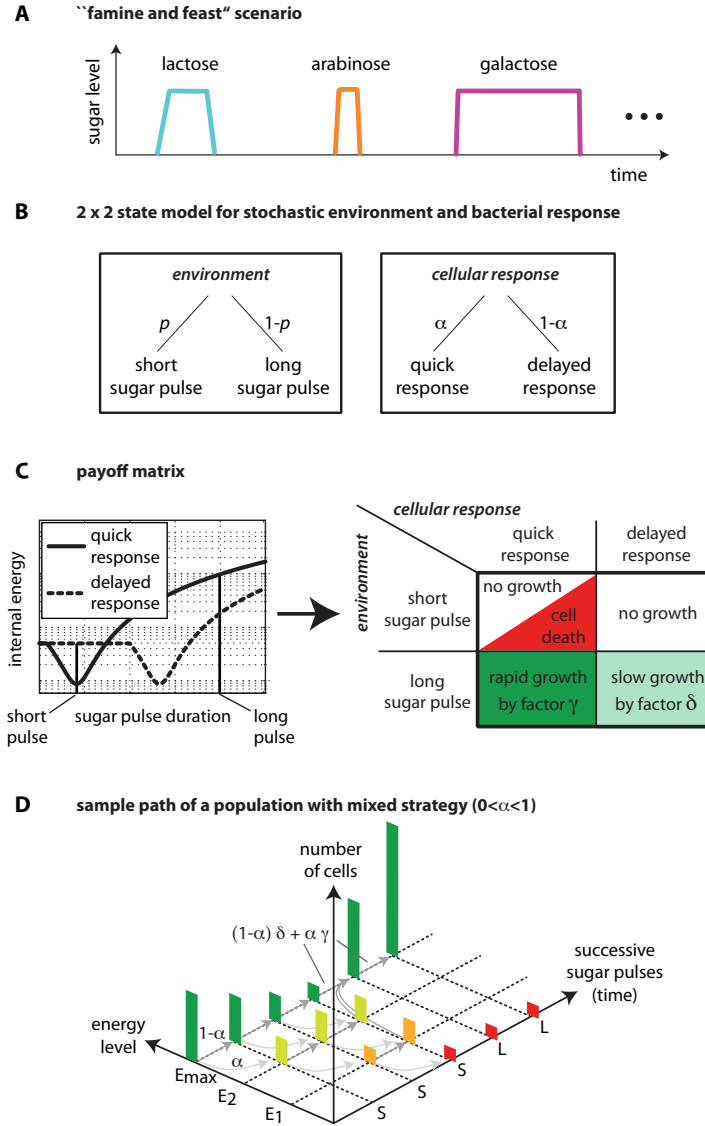 A ``famine and feast“ scenario
lactose
arabinose
galactose
sugar level
time
B 2 x 2 state model for stochastic environment and bacterial response
environment
p
1-p
short
sugar pulse
long
sugar pulse
cellular response
α
1-α
quick
response
delayed
response
C payoff matrix
quick
response
delayed
response
internal energy
short
pulse
sugar pulse duration
long
pulse
cellular response
environment
quick
response
delayed
response
short
sugar pulse
no growth
cell
death
no growth
long
sugar pulse
rapid growth
by factor γ
slow growth
by factor δ
D sample path of a population with mixed strategy (0<α<1)
number
of cells
(1-α) δ + α γ
successive
sugar pulses
(time)
energy
level
1-α
α
Emax
E2
E1
S
S
S
L
L